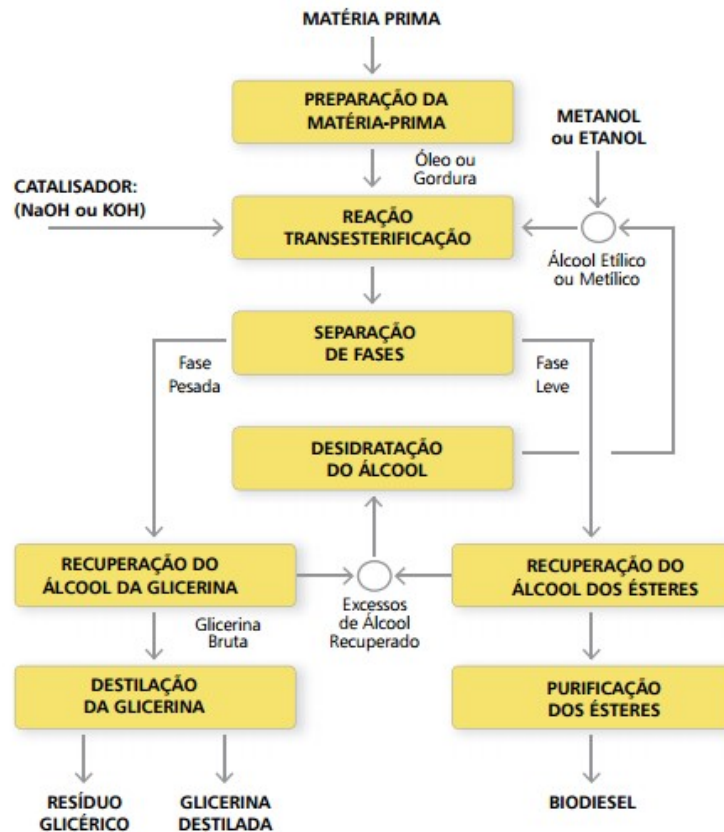 MATÉRIA PRIMA
PREPARAÇÃO DA
MATÉRIA-PRIMA
METANOL
ou ETANOL
Óleo ou
Gordura
CATALISADOR:
(NaOH ou KOH)
REAÇÃO
TRANSESTERIFICAÇÃO
Álcool Etílico
ou Metílico
SEPARAÇÃO
DE FASES
Fase
Pesada
Fase
Leve
DESIDRATAÇÃO
DO ÁLCOOL
RECUPERAÇÃO DO
ÁLCOOL DA GLICERINA
RECUPERAÇÃO DO
ÁLCOOL DOS ÉSTERES
Excessos
de Álcool
Recuperado
Glicerina
Bruta
DESTILAÇÃO
DA GLICERINA
PURIFICAÇÃO
DOS ÉSTERES
RESÍDUO
GLICÉRICO
GLICERINA
DESTILADA
BIODIESEL